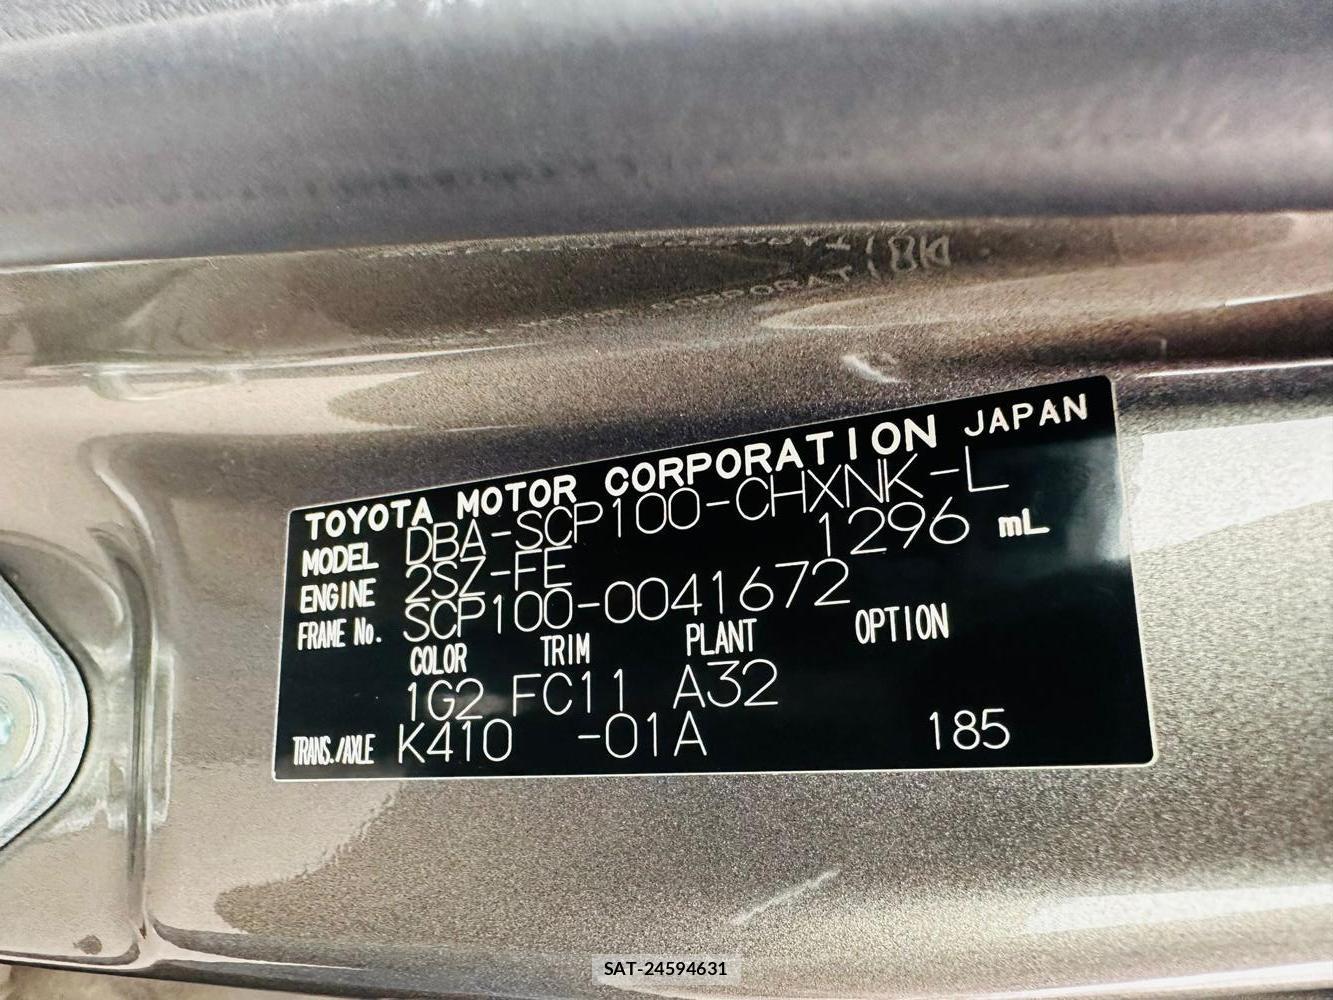 TOYOTA MOTOR CORPORATION JAPAN
MODEL DBA-SCP100-CHXNK-L
ENGINE 2SZ-FE 1296 mL
FRAME No. SCP100-0041672
COLOR TRIM PLANT OPTION
1G2 FC11 A32
TRANS./AXLE K410 -01A 185
SAT-24594631